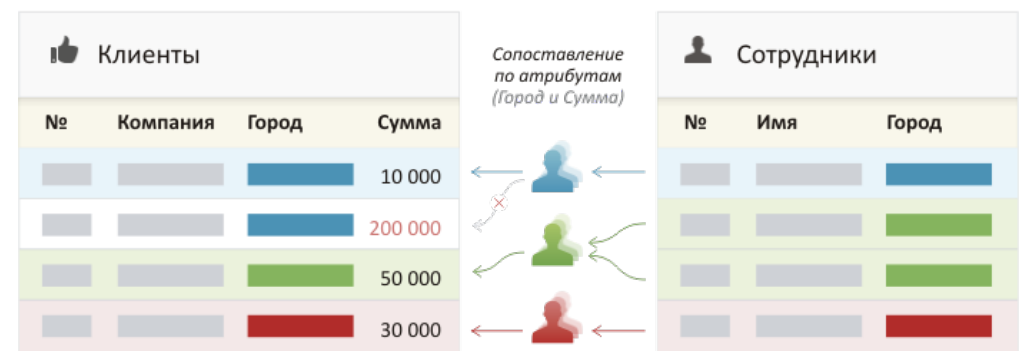 Клиенты
№ Компания Город Сумма
10 000
200 000
50 000
30 000
Сопоставление
по атрибутам
(Город и Сумма)
Сотрудники
№ Имя Город